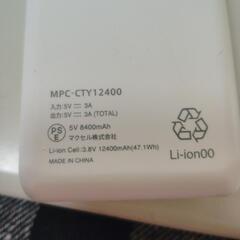 MPC-CTY12400
入力:5V ⎓ 3A
出力:5V ⎓ 3A (TOTAL)
PSE
5V 8400mAh
マクセル株式会社
Li-ion Cell:3.8V 12400mAh(47.1Wh)
MADE IN CHINA
Li-ion00